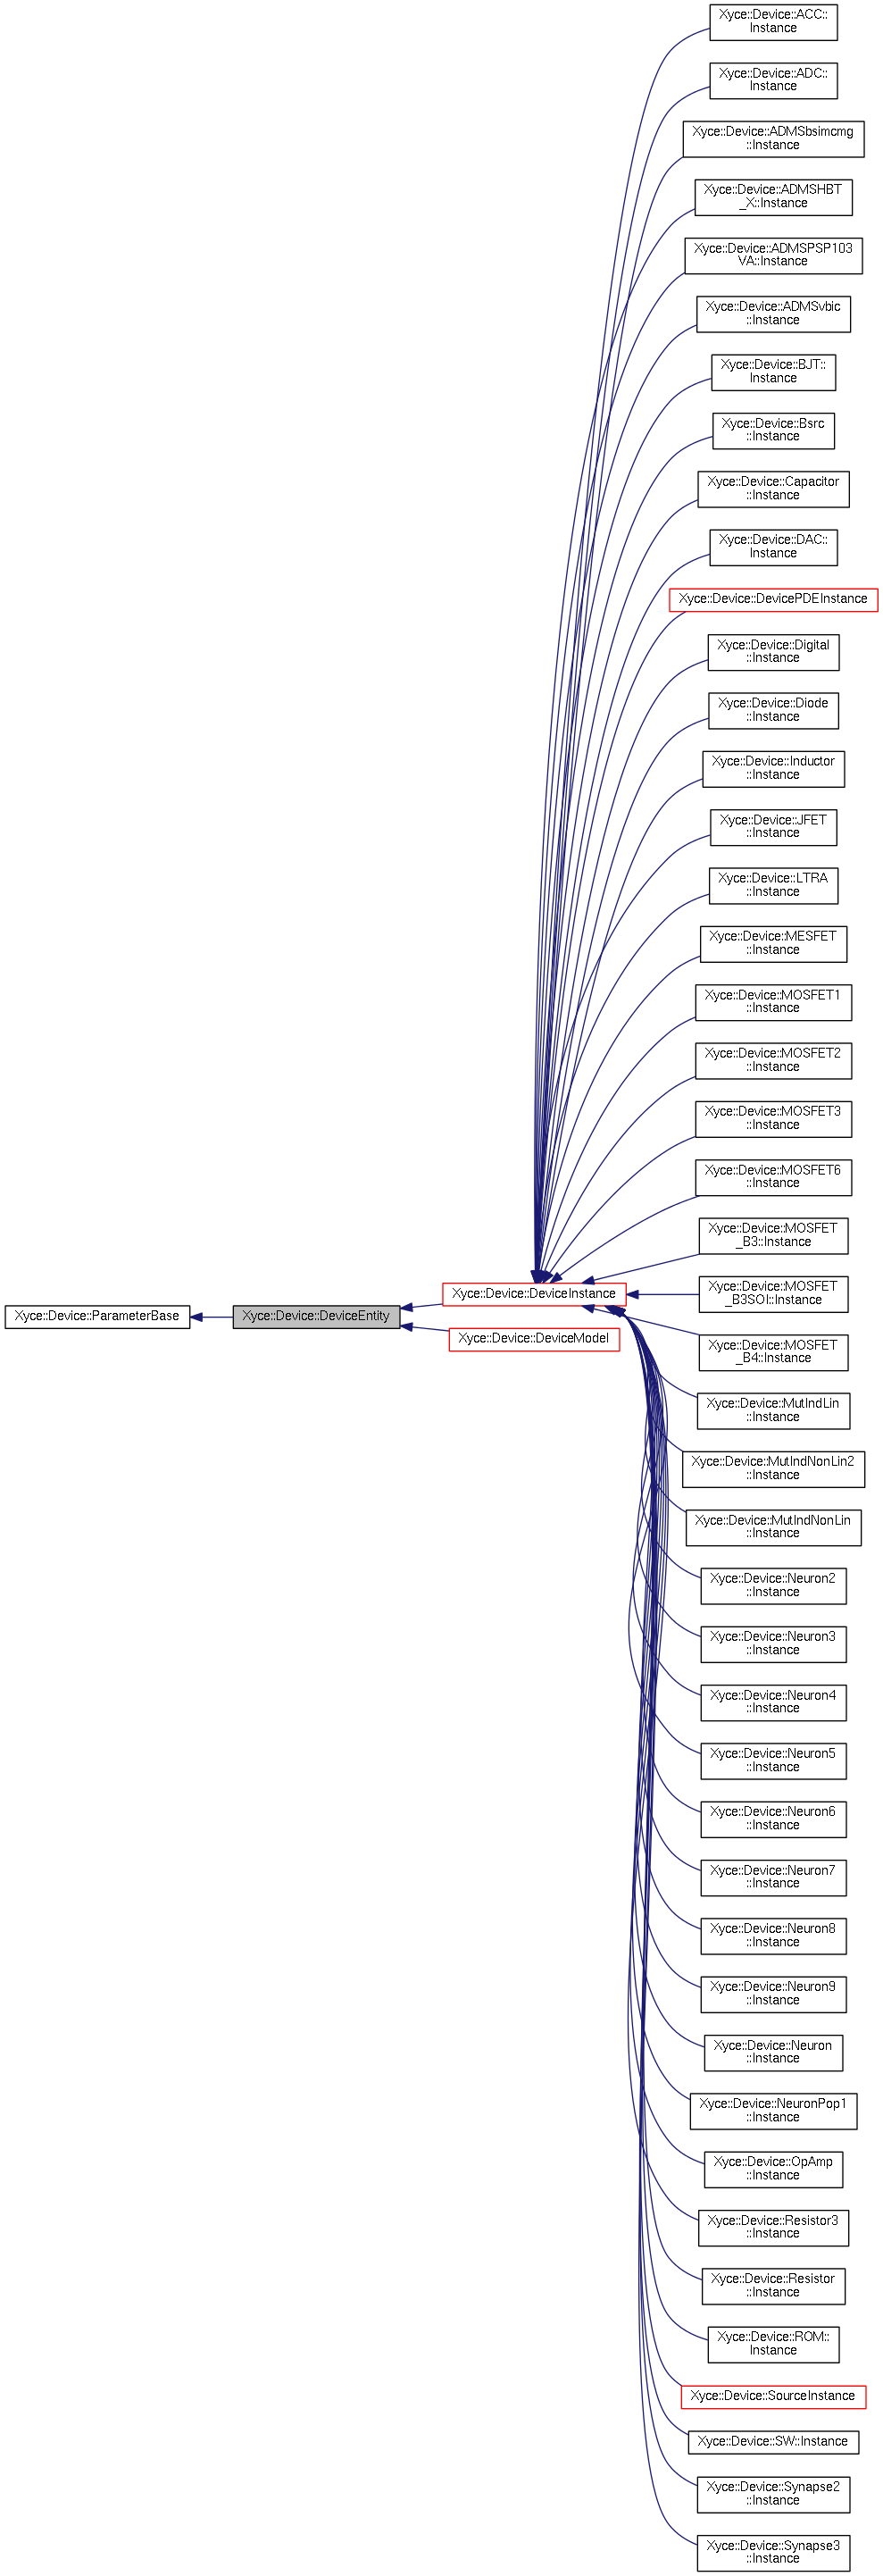 Xyce::Device::ACC::
Instance
Xyce::Device::ADC::
Instance
Xyce::Device::ADMSbsimcmg
::Instance
Xyce::Device::ADMSHBT
_X::Instance
Xyce::Device::ADMSPSP103
VA::Instance
Xyce::Device::ADMSvbic
::Instance
Xyce::Device::BJT::
Instance
Xyce::Device::Bsrc
::Instance
Xyce::Device::Capacitor
::Instance
Xyce::Device::DAC::
Instance
Xyce::Device::DevicePDEInstance
Xyce::Device::Digital
::Instance
Xyce::Device::Diode
::Instance
Xyce::Device::Inductor
::Instance
Xyce::Device::JFET
::Instance
Xyce::Device::LTRA
::Instance
Xyce::Device::MESFET
::Instance
Xyce::Device::MOSFET1
::Instance
Xyce::Device::MOSFET2
::Instance
Xyce::Device::MOSFET3
::Instance
Xyce::Device::MOSFET6
::Instance
Xyce::Device::MOSFET
_B3::Instance
Xyce::Device::ParameterBase
Xyce::Device::DeviceEntity
Xyce::Device::DeviceInstance
Xyce::Device::DeviceModel
Xyce::Device::MOSFET
_B3SOI::Instance
Xyce::Device::MOSFET
_B4::Instance
Xyce::Device::MutIndLin
::Instance
Xyce::Device::MutIndNonLin2
::Instance
Xyce::Device::MutIndNonLin
::Instance
Xyce::Device::Neuron2
::Instance
Xyce::Device::Neuron3
::Instance
Xyce::Device::Neuron4
::Instance
Xyce::Device::Neuron5
::Instance
Xyce::Device::Neuron6
::Instance
Xyce::Device::Neuron7
::Instance
Xyce::Device::Neuron8
::Instance
Xyce::Device::Neuron9
::Instance
Xyce::Device::Neuron
::Instance
Xyce::Device::NeuronPop1
::Instance
Xyce::Device::OpAmp
::Instance
Xyce::Device::Resistor3
::Instance
Xyce::Device::Resistor
::Instance
Xyce::Device::ROM::
Instance
Xyce::Device::SourceInstance
Xyce::Device::SW::Instance
Xyce::Device::Synapse2
::Instance
Xyce::Device::Synapse3
::Instance